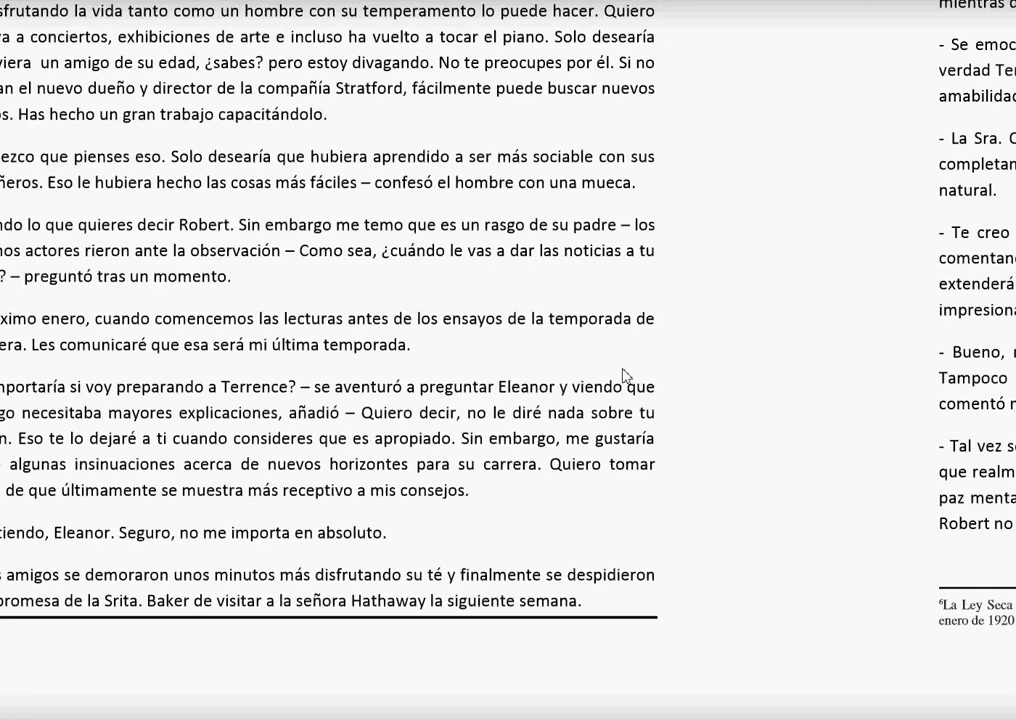 sfrutando la vida tanto como un hombre con su temperamento lo puede hacer. Quiero
a a conciertos, exhibiciones de arte e incluso ha vuelto a tocar el piano. Solo desearía
viera un amigo de su edad, ¿sabes? pero estoy divagando. No te preocupes por él. Si no
an el nuevo dueño y director de la compañía Stratford, fácilmente puede buscar nuevos
s. Has hecho un gran trabajo capacitándolo.
ezco que pienses eso. Solo desearía que hubiera aprendido a ser más sociable con sus
ñeros. Eso le hubiera hecho las cosas más fáciles – confesó el hombre con una mueca.
ndo lo que quieres decir Robert. Sin embargo me temo que es un rasgo de su padre – los
nos actores rieron ante la observación – Como sea, ¿cuándo le vas a dar las noticias a tu
? – preguntó tras un momento.
ximo enero, cuando comencemos las lecturas antes de los ensayos de la temporada de
era. Les comunicaré que esa será mi última temporada.
mportaría si voy preparando a Terrence? – se aventuró a preguntar Eleanor y viendo que
go necesitaba mayores explicaciones, añadió – Quiero decir, no le diré nada sobre tu
n. Eso te lo dejaré a ti cuando consideres que es apropiado. Sin embargo, me gustaría
algunas insinuaciones acerca de nuevos horizontes para su carrera. Quiero tomar
de que últimamente se muestra más receptivo a mis consejos.
tiendo, Eleanor. Seguro, no me importa en absoluto.
s amigos se demoraron unos minutos más disfrutando su té y finalmente se despidieron
promesa de la Srita. Baker de visitar a la señora Hathaway la siguiente semana.
mientras d
- Se emoc
verdad Ter
amabilidad
- La Sra. C
completan
natural.
- Te creo
comentand
extenderá
impresiona
- Bueno, r
Tampoco
comentó m
- Tal vez se
que realm
paz menta
Robert no
⁶La Ley Seca
enero de 1920